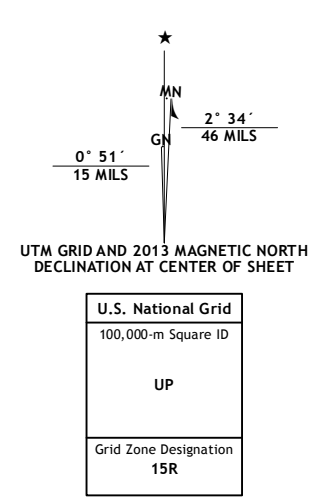 ★
MN
GN
2° 34´
46 MILS
0° 51´
15 MILS
UTM GRID AND 2013 MAGNETIC NORTH
DECLINATION AT CENTER OF SHEET
U.S. National Grid
100,000-m Square ID
UP
Grid Zone Designation
15R